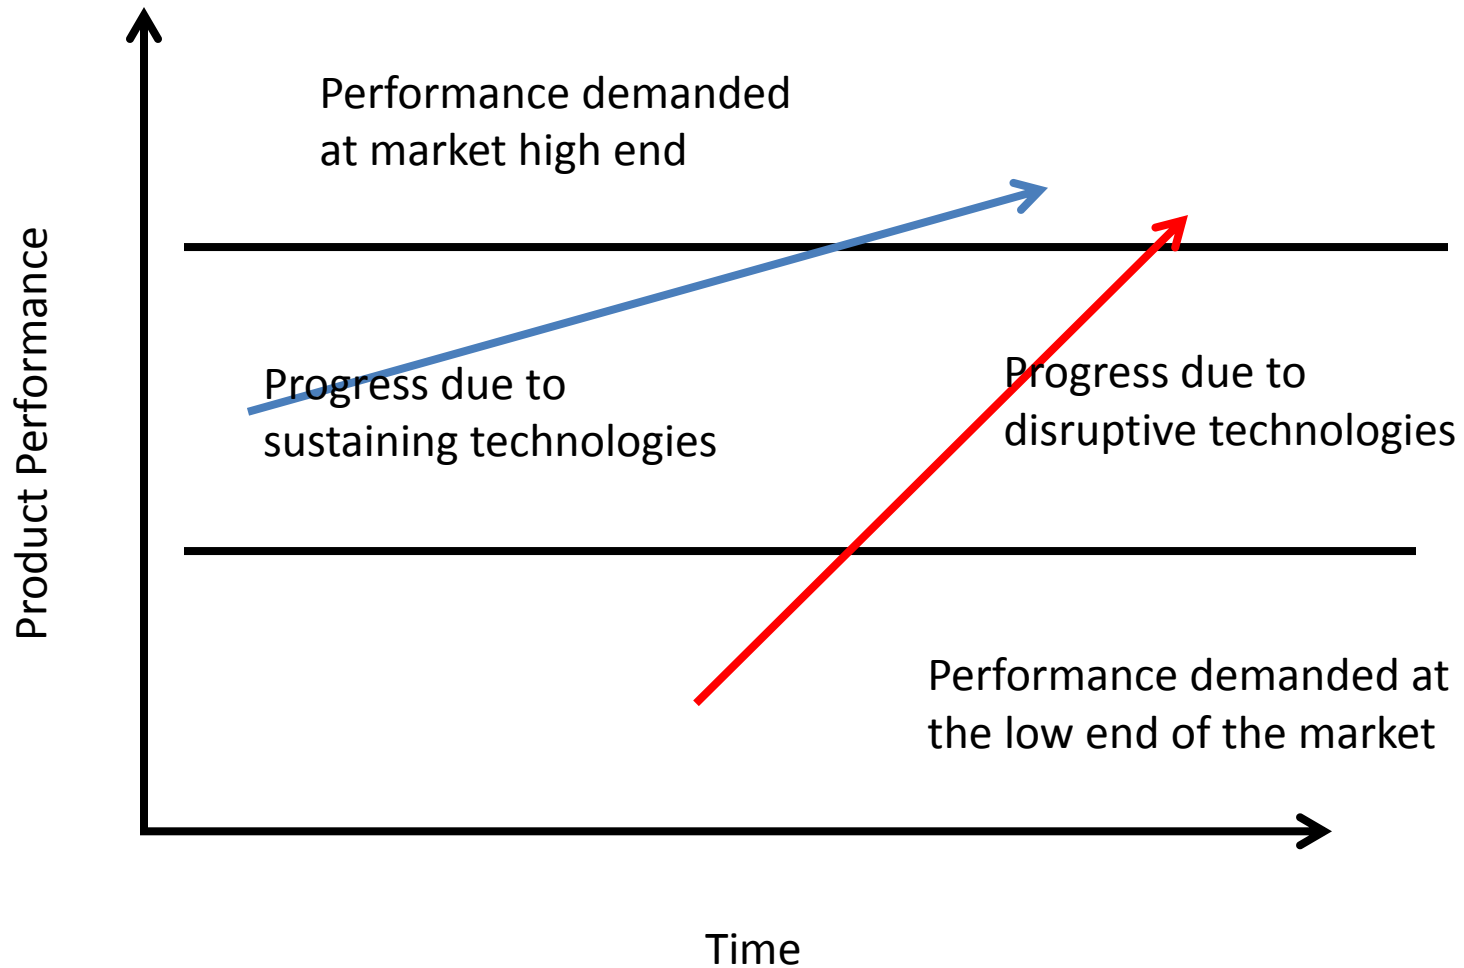 Performance demanded
at market high end
Product Performance
Progress due to
sustaining technologies
Progress due to
disruptive technologies
Performance demanded at
the low end of the market
Time